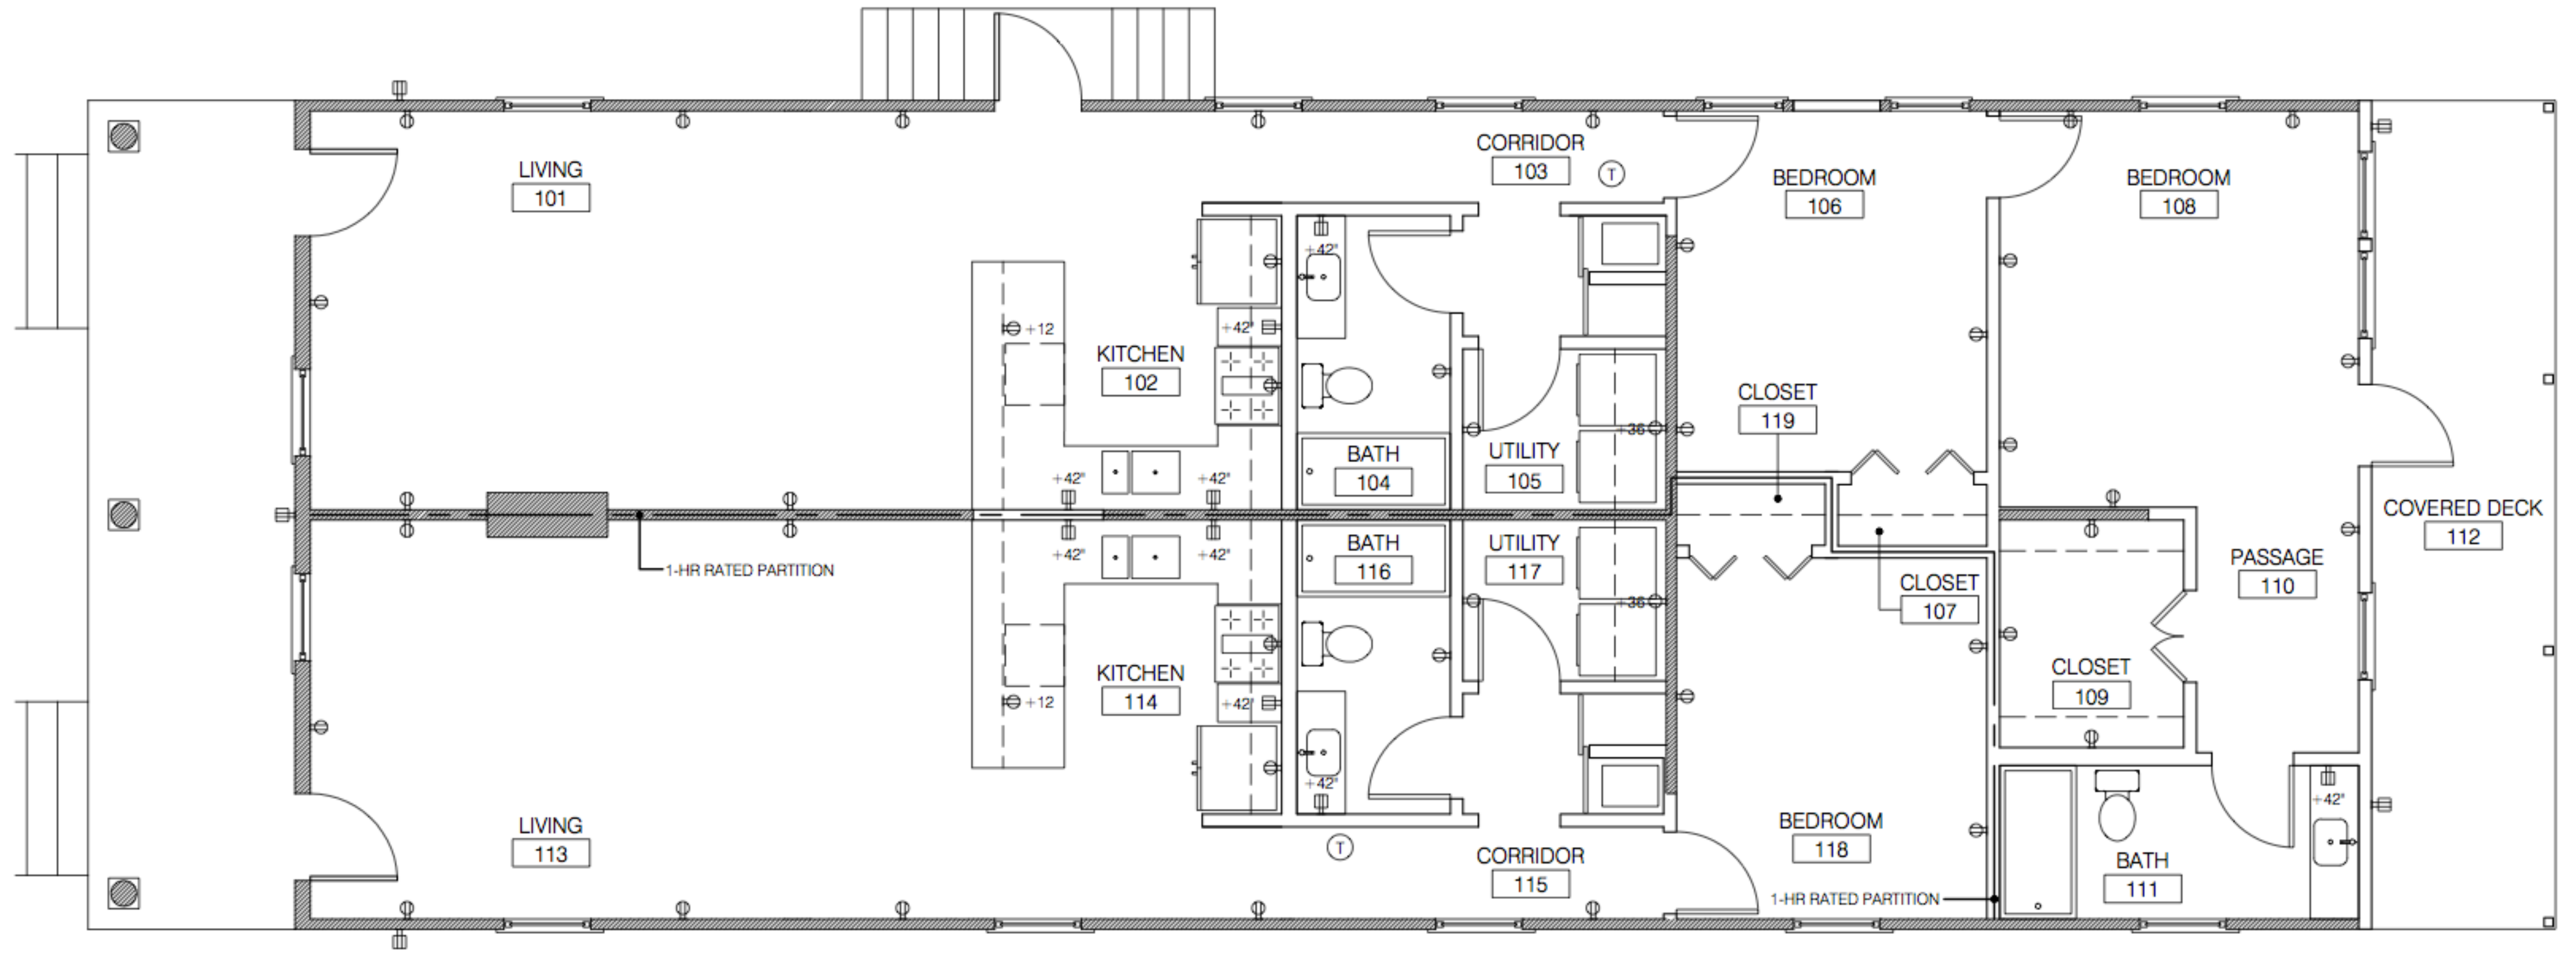 LIVING
101
CORRIDOR
103
T
BEDROOM
106
BEDROOM
108
+42"
+12
+42"
KITCHEN
102
CLOSET
119
+36
BATH
104
UTILITY
105
+42"
+42"
COVERED DECK
112
1-HR RATED PARTITION
+42"
+42"
BATH
116
UTILITY
117
PASSAGE
110
CLOSET
107
+36
KITCHEN
114
+12
+42"
CLOSET
109
+42"
LIVING
113
T
CORRIDOR
115
BEDROOM
118
+42"
BATH
111
1-HR RATED PARTITION